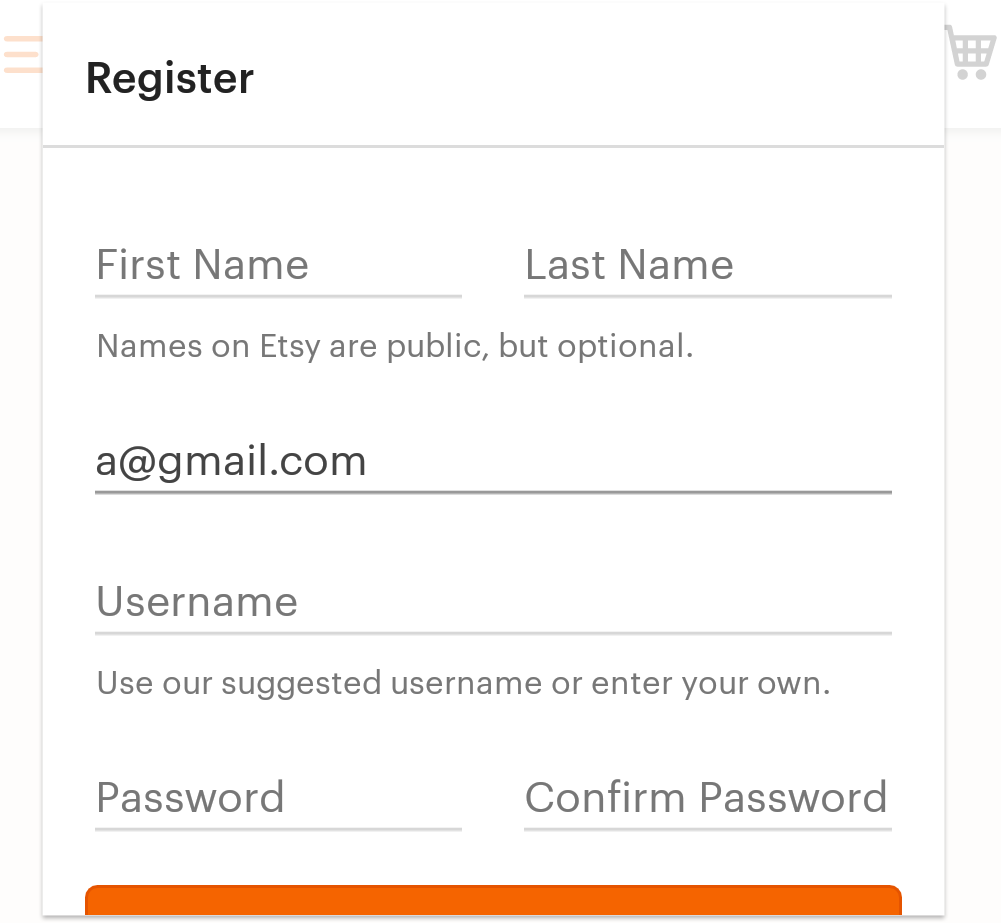 Register
First Name Last Name
Names on Etsy are public, but optional.
a@gmail.com
Username
Use our suggested username or enter your own.
Password Confirm Password